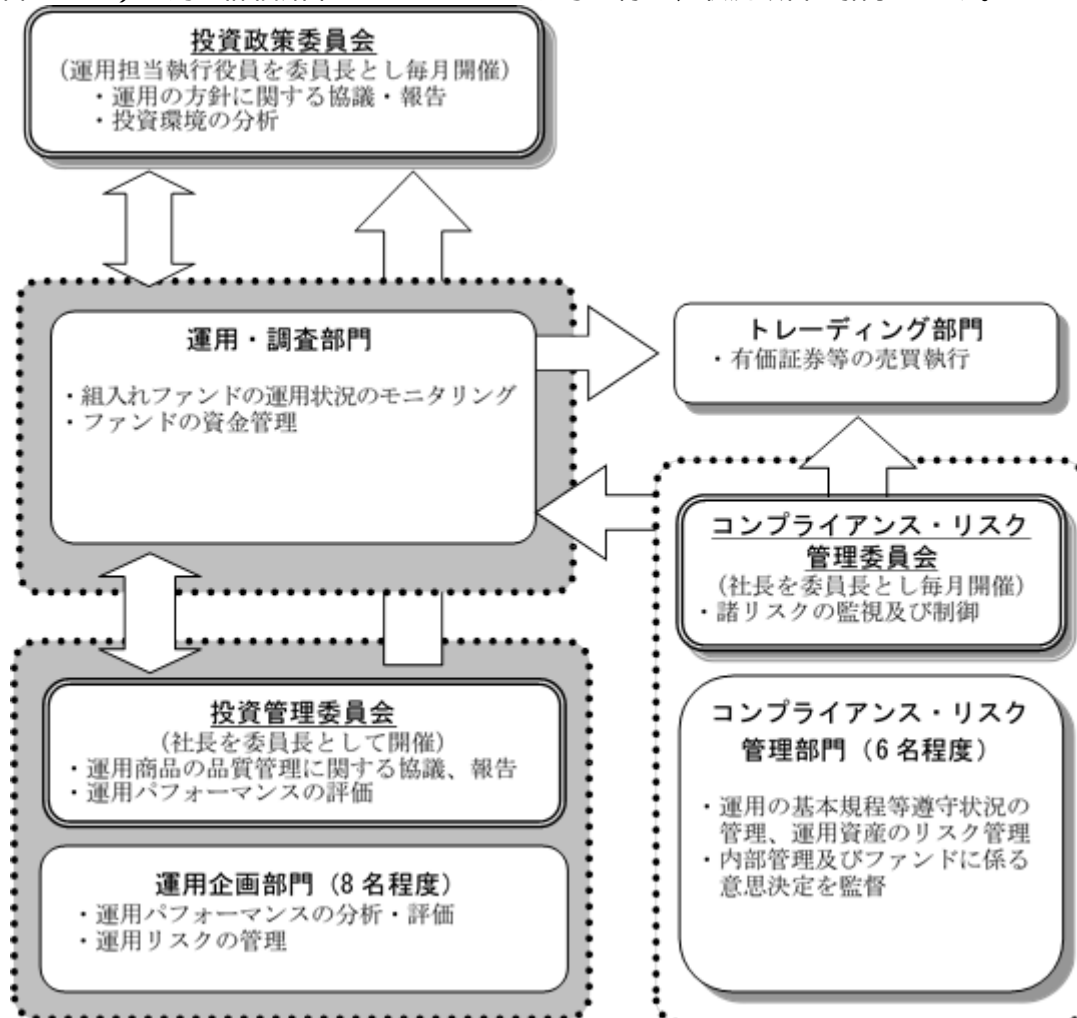 投資政策委員会
(運用担当執行役員を委員長とし毎月開催)
・運用の方針に関する協議・報告
・投資環境の分析
運用・調査部門
・組入れファンドの運用状況のモニタリング
・ファンドの資金管理
トレーディング部門
・有価証券等の売買執行
コンプライアンス・リスク
管理委員会
(社長を委員長とし毎月開催)
・諸リスクの監視及び制御
投資管理委員会
(社長を委員長として開催)
・運用商品の品質管理に関する協議、報告
・運用パフォーマンスの評価
運用企画部門（8名程度）
・運用パフォーマンスの分析・評価
・運用リスクの管理
コンプライアンス・リスク
管理部門（6名程度）
・運用の基本規程等遵守状況の
管理、運用資産のリスク管理
・内部管理及びファンドに係る
意思決定を監督